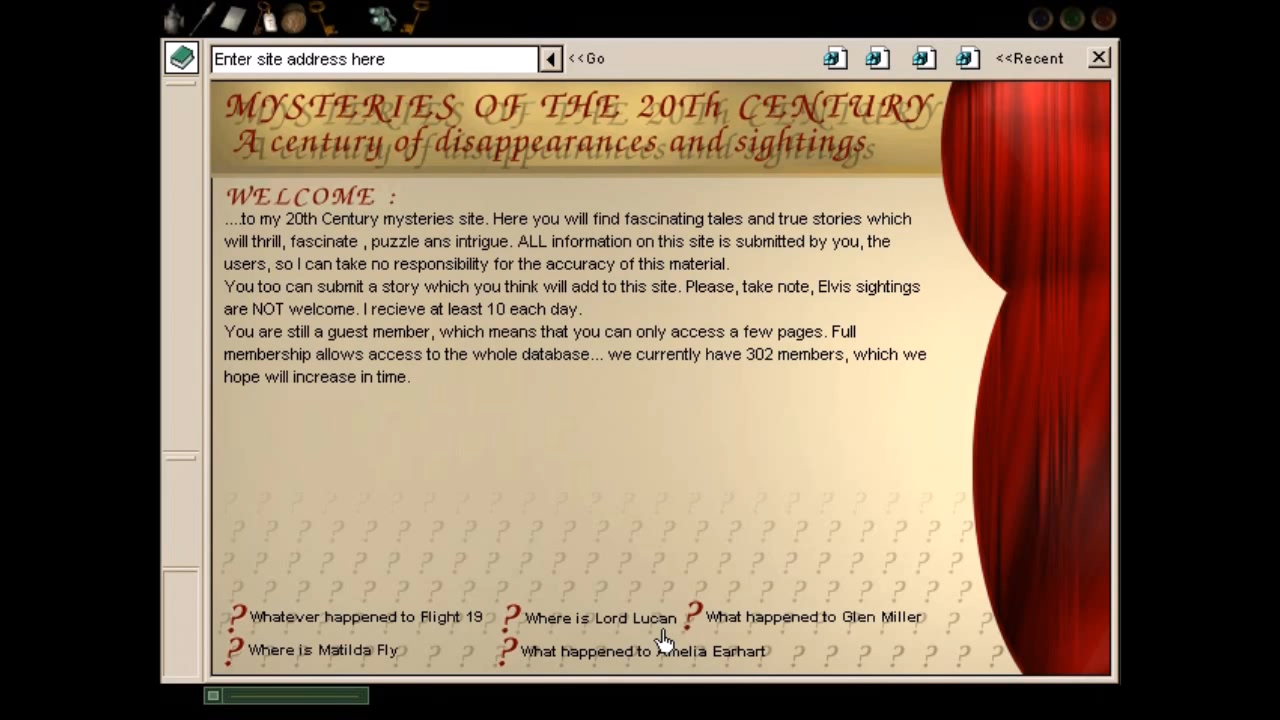 Enter site address here
<<Go
<<Recent
MYSTERIES OF THE 20Th CENTURY
A century of disappearances and sightings
WELCOME :
....to my 20th Century mysteries site. Here you will find fascinating tales and true stories which
will thrill, fascinate , puzzle ans intrigue. ALL information on this site is submitted by you, the
users, so I can take no responsibility for the accuracy of this material.
You too can submit a story which you think will add to this site. Please, take note, Elvis sightings
are NOT welcome. I recieve at least 10 each day.
You are still a guest member, which means that you can only access a few pages. Full
membership allows access to the whole database... we currently have 302 members, which we
hope will increase in time.
? Whatever happened to Flight 19
? Where is Lord Lucan
? What happened to Glen Miller
? Where is Matilda Fly
? What happened to Amelia Earhart